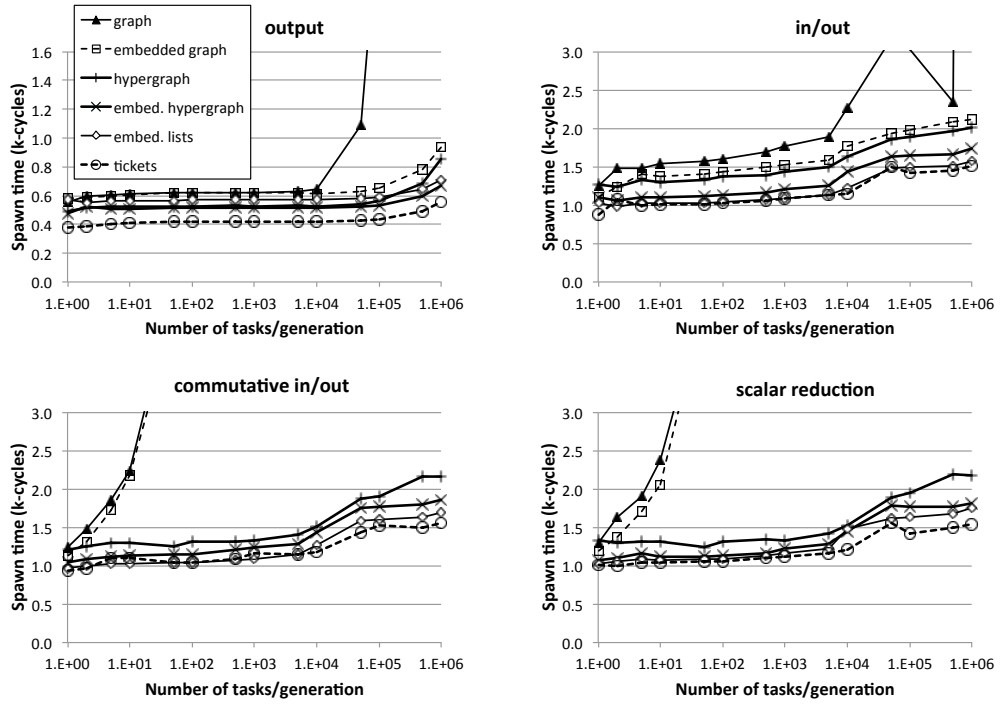 graph
embedded graph
hypergraph
embed. hypergraph
embed. lists
tickets
output
Spawn time (k-cycles)
1.6
1.4
1.2
1.0
0.8
0.6
0.4
0.2
0.0
1.E+00 1.E+01 1.E+02 1.E+03 1.E+04 1.E+05 1.E+06
Number of tasks/generation
in/out
Spawn time (k-cycles)
3.0
2.5
2.0
1.5
1.0
0.5
0.0
1.E+00 1.E+01 1.E+02 1.E+03 1.E+04 1.E+05 1.E+06
Number of tasks/generation
commutative in/out
Spawn time (k-cycles)
3.0
2.5
2.0
1.5
1.0
0.5
0.0
1.E+00 1.E+01 1.E+02 1.E+03 1.E+04 1.E+05 1.E+06
Number of tasks/generation
scalar reduction
Spawn time (k-cycles)
3.0
2.5
2.0
1.5
1.0
0.5
0.0
1.E+00 1.E+01 1.E+02 1.E+03 1.E+04 1.E+05 1.E+06
Number of tasks/generation